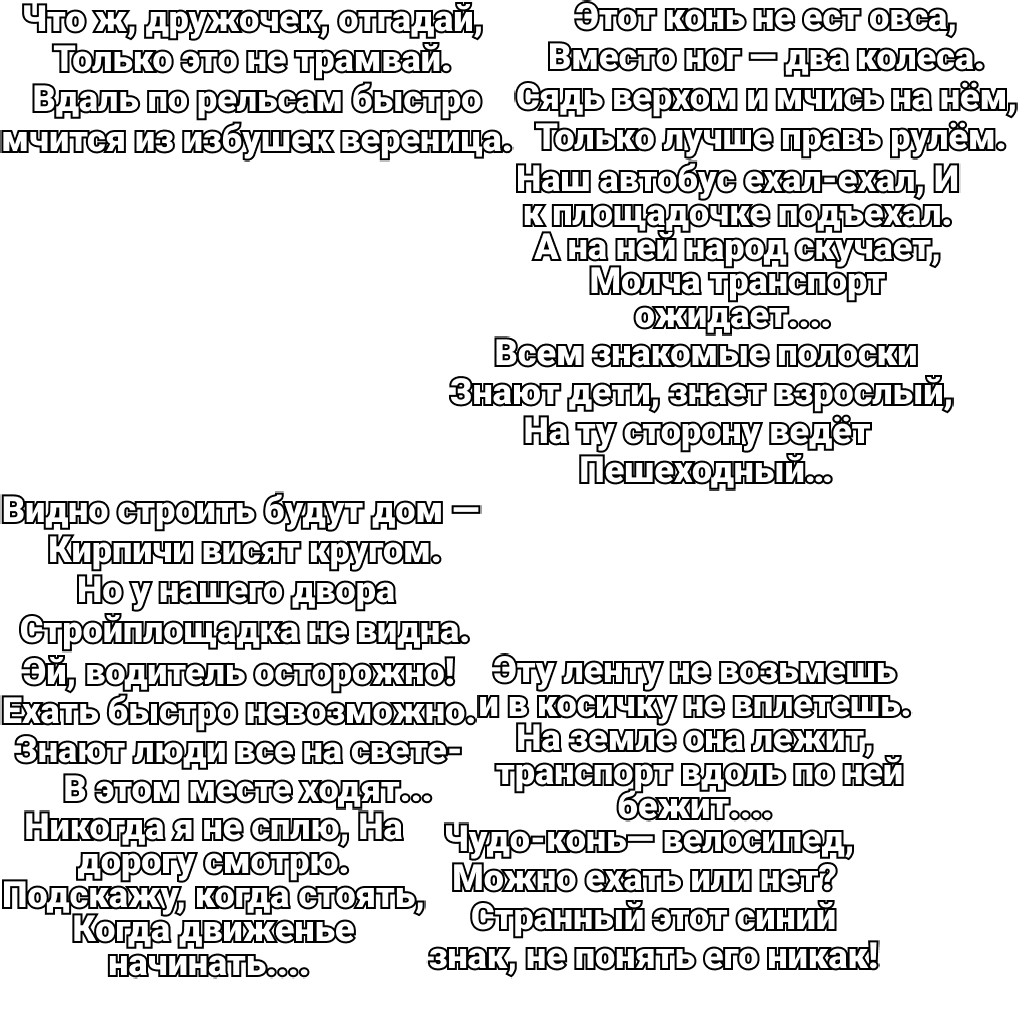 Что ж, дружочек, отгадай,
Только это не трамвай.
Вдаль по рельсам быстро
мчится из избушек вереница.
Этот конь не ест овса,
Вместо ног — два колеса.
Сядь верхом и мчись на нём,
Только лучше правь рулём.
Наш автобус ехал-ехал, И
к площадочке подъехал.
А на ней народ скучает,
Молча транспорт
ожидает....
Всем знакомые полоски
Знают дети, знает взрослый,
На ту сторону ведёт
Пешеходный...
Видно строить будут дом —
Кирпичи висят кругом.
Но у нашего двора
Стройплощадка не видна.
Эй, водитель осторожно!
Ехать быстро невозможно.
Знают люди все на свете-
В этом месте ходят...
Никогда я не сплю, На
дорогу смотрю.
Подскажу, когда стоять,
Когда движенье
начинать....
Эту ленту не возьмешь
и в косичку не вплетешь.
На земле она лежит,
транспорт вдоль по ней
бежит....
Чудо-конь— велосипед,
Можно ехать или нет?
Странный этот синий
знак, не понять его никак!